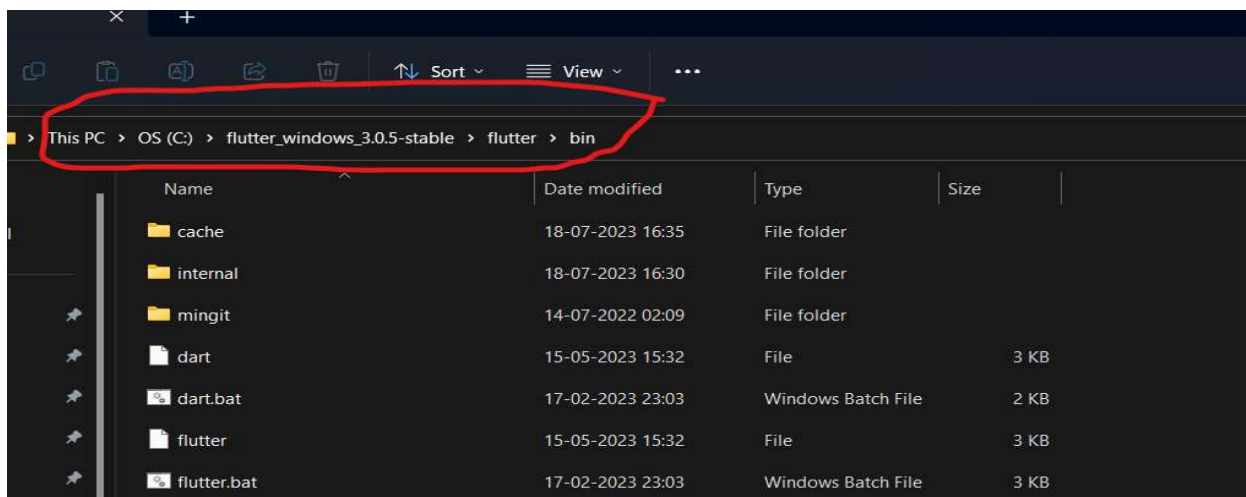 Sort View
This PC > OS (C:) > flutter_windows_3.0.5-stable > flutter > bin
Name Date modified Type Size
cache 18-07-2023 16:35 File folder
internal 18-07-2023 16:30 File folder
mingit 14-07-2022 02:09 File folder
dart 15-05-2023 15:32 File 3 KB
dart.bat 17-02-2023 23:03 Windows Batch File 2 KB
flutter 15-05-2023 15:32 File 3 KB
flutter.bat 17-02-2023 23:03 Windows Batch File 3 KB